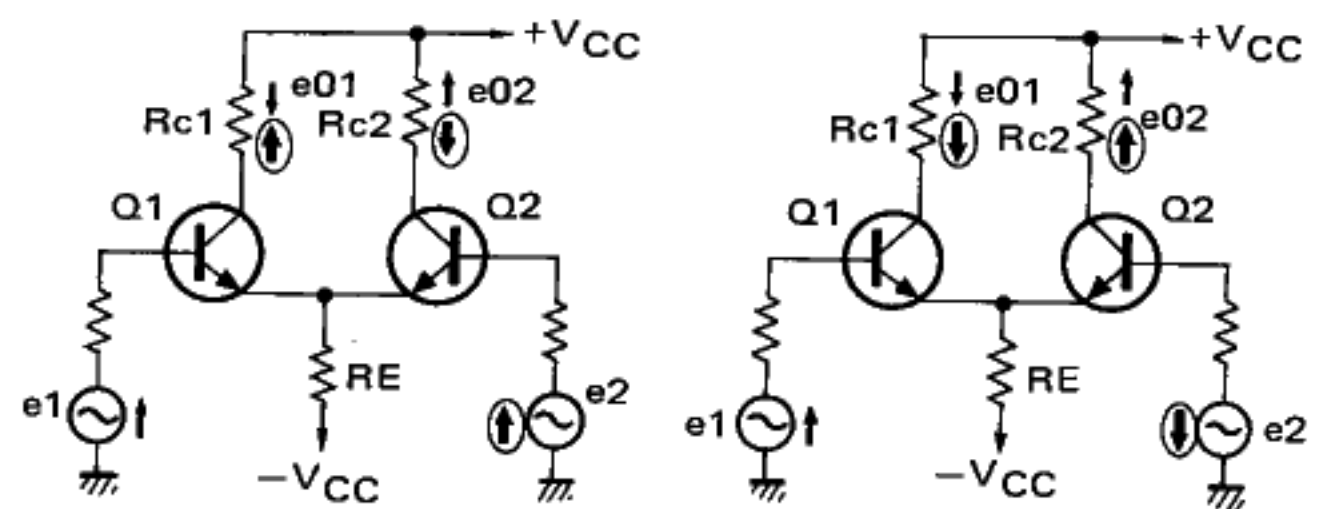 +VCC
e01
e02
Rc1
Rc2
Q1
Q2
RE
e1
e2
−VCC
+VCC
e01
e02
Rc1
Rc2
Q1
Q2
RE
e1
e2
−VCC